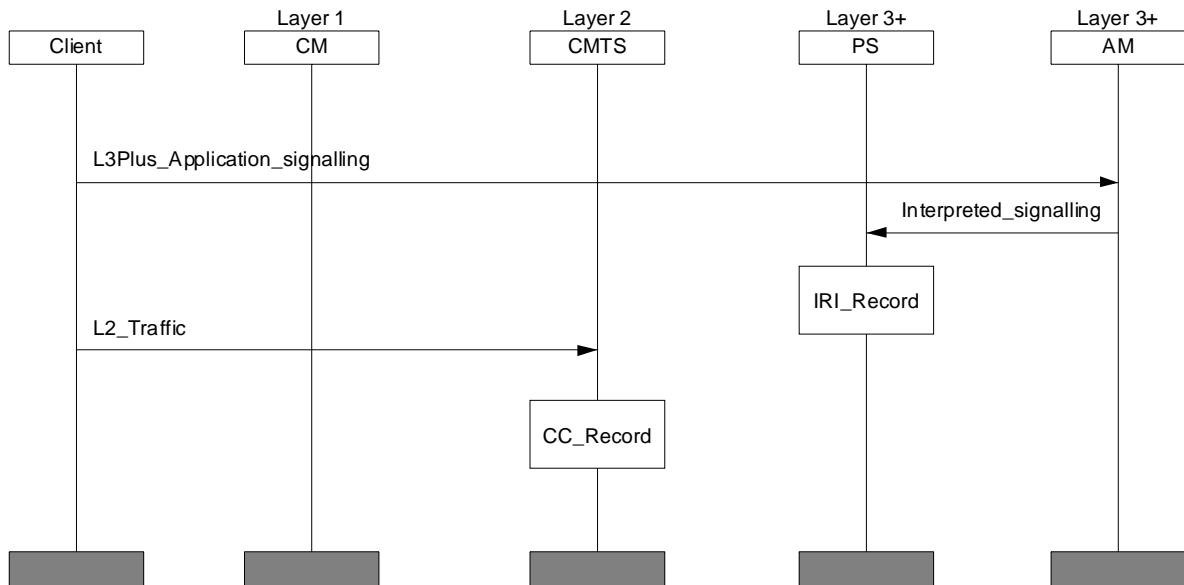 Layer 1
Layer 2
Layer 3+
Layer 3+
Client
CM
CMTS
PS
AM
L3Plus_Application_signalling
Interpreted_signalling
IRI_Record
L2_Traffic
CC_Record